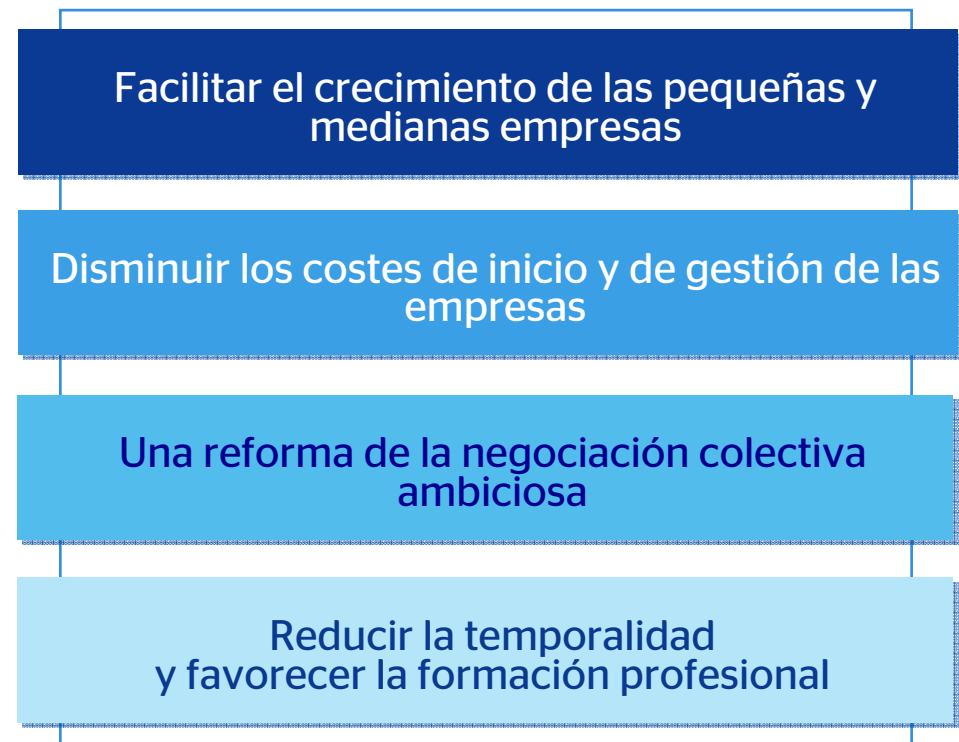 Facilitar el crecimiento de las pequeñas y
medianas empresas
Disminuir los costes de inicio y de gestión de las
empresas
Una reforma de la negociación colectiva
ambiciosa
Reducir la temporalidad
y favorecer la formación profesional